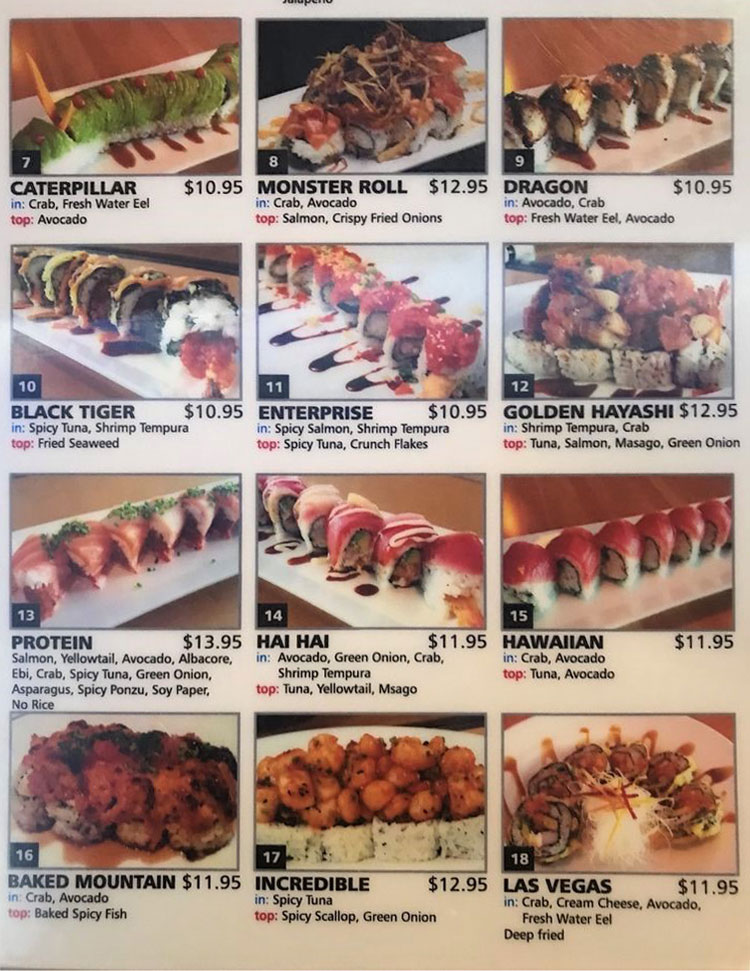 Jalapeño
7
8
9
CATERPILLAR $10.95
in: Crab, Fresh Water Eel
top: Avocado
MONSTER ROLL $12.95
in: Crab, Avocado
top: Salmon, Crispy Fried Onions
DRAGON $10.95
in: Avocado, Crab
top: Fresh Water Eel, Avocado
10
11
12
BLACK TIGER $10.95
in: Spicy Tuna, Shrimp Tempura
top: Fried Seaweed
ENTERPRISE $10.95
in: Spicy Salmon, Shrimp Tempura
top: Spicy Tuna, Crunch Flakes
GOLDEN HAYASHI $12.95
in: Shrimp Tempura, Crab
top: Tuna, Salmon, Masago, Green Onion
13
14
15
PROTEIN $13.95
Salmon, Yellowtail, Avocado, Albacore,
Ebi, Crab, Spicy Tuna, Green Onion,
Asparagus, Spicy Ponzu, Soy Paper,
No Rice
HAI HAI $11.95
in: Avocado, Green Onion, Crab,
Shrimp Tempura
top: Tuna, Yellowtail, Msago
HAWAIIAN $11.95
in: Crab, Avocado
top: Tuna, Avocado
16
17
18
BAKED MOUNTAIN $11.95
in: Crab, Avocado
top: Baked Spicy Fish
INCREDIBLE $12.95
in: Spicy Tuna
top: Spicy Scallop, Green Onion
LAS VEGAS $11.95
in: Crab, Cream Cheese, Avocado,
Fresh Water Eel
Deep fried